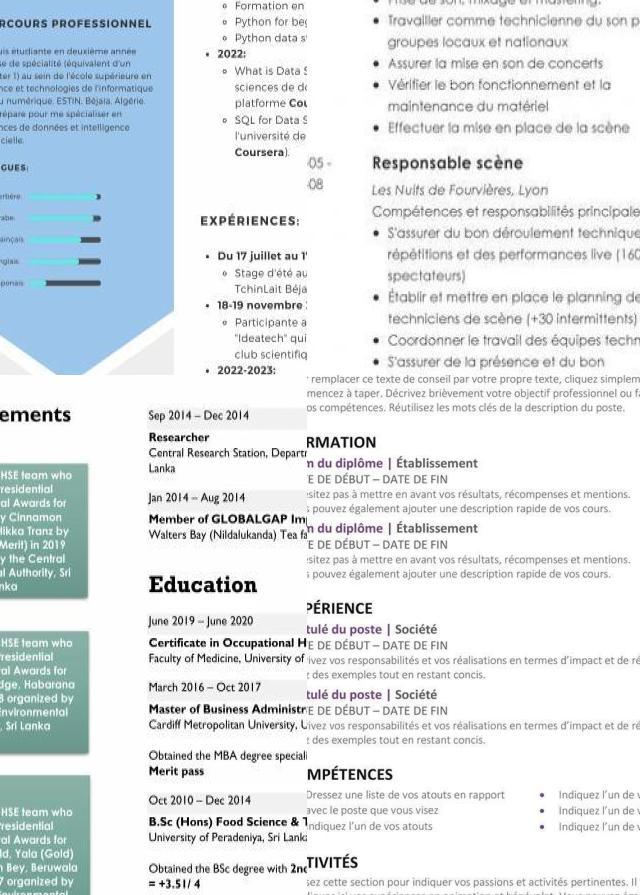 RCOURS PROFESSIONNEL
uis étudiante en deuxième année
se de spécialité (équivalent d'un
ter 1) au sein de l'école supérieure en
nce et technologies de l'informatique
u numérique, ESTIN, Béjaia, Algérie.
répare pour me spécialiser en
nces de données et intelligence
cielle.
GUES:
erbère:
rabe:
ançais:
nglais:
ponais:
Formation en
Python for beg
Python data s
2022:
What is Data S
sciences de do
platforme Cou
SQL for Data S
l'université de
Coursera).
EXPÉRIENCES:
Du 17 juillet au 1
Stage d'été au
TchinLait Béja
18-19 novembre
Participante a
"Ideatech" qui
club scientifiq
2022-2023:
Prise de son, mixage et mastering.
Travailler comme technicienne du son p
groupes locaux et nationaux
Assurer la mise en son de concerts
Vérifier le bon fonctionnement et la
maintenance du matériel
Effectuer la mise en place de la scène
05 -
08
Responsable scène
Les Nuits de Fourvières, Lyon
Compétences et responsabilités principale
S'assurer du bon déroulement technique
répétitions et des performances live (160
spectateurs)
Établir et mettre en place le planning de
techniciens de scène (+30 intermittents)
Coordonner le travail des équipes techn
S'assurer de la présence et du bon
ements
HSE team who
residential
al Awards for
y Cinnamon
Hikka Tranz by
Merit) in 2019
by the Central
al Authority, Sri
nka
HSE team who
residential
al Awards for
dge, Habarana
8 organized by
Environmental
, Sri Lanka
HSE team who
residential
al Awards for
ld, Yala (Gold)
n Bey, Beruwala
7 organized by
Environmental
Sep 2014 – Dec 2014
Researcher
Central Research Station, Departm
Lanka
Jan 2014 – Aug 2014
Member of GLOBALGAP Im
Walters Bay (Nildalukanda) Tea fa
Education
June 2019 – June 2020
Certificate in Occupational H
Faculty of Medicine, University of
March 2016 – Oct 2017
Master of Business Administr
Cardiff Metropolitan University, U
Obtained the MBA degree speciali
Merit pass
Oct 2010 – Dec 2014
B.Sc (Hons) Food Science & T
University of Peradeniya, Sri Lank
Obtained the BSc degree with 2nd
= +3.51/ 4
r remplacer ce texte de conseil par votre propre texte, cliquez simplem
mencez à taper. Décrivez brièvement votre objectif professionnel ou fa
os compétences. Réutilisez les mots clés de la description du poste.
RMATION
m du diplôme | Établissement
E DE DÉBUT – DATE DE FIN
ésitez pas à mettre en avant vos résultats, récompenses et mentions.
s pouvez également ajouter une description rapide de vos cours.
m du diplôme | Établissement
E DE DÉBUT – DATE DE FIN
ésitez pas à mettre en avant vos résultats, récompenses et mentions.
s pouvez également ajouter une description rapide de vos cours.
PÉRIENCE
tulé du poste | Société
E DE DÉBUT – DATE DE FIN
rivez vos responsabilités et vos réalisations en termes d'impact et de ré
z des exemples tout en restant concis.
tulé du poste | Société
E DE DÉBUT – DATE DE FIN
rivez vos responsabilités et vos réalisations en termes d'impact et de ré
z des exemples tout en restant concis.
MPÉTENCES
Dressez une liste de vos atouts en rapport
avec le poste que vous visez
Indiquez l'un de vos atouts
Indiquez l'un de v
Indiquez l'un de v
Indiquez l'un de v
TIVITÉS
sez cette section pour indiquer vos passions et activités pertinentes. Il